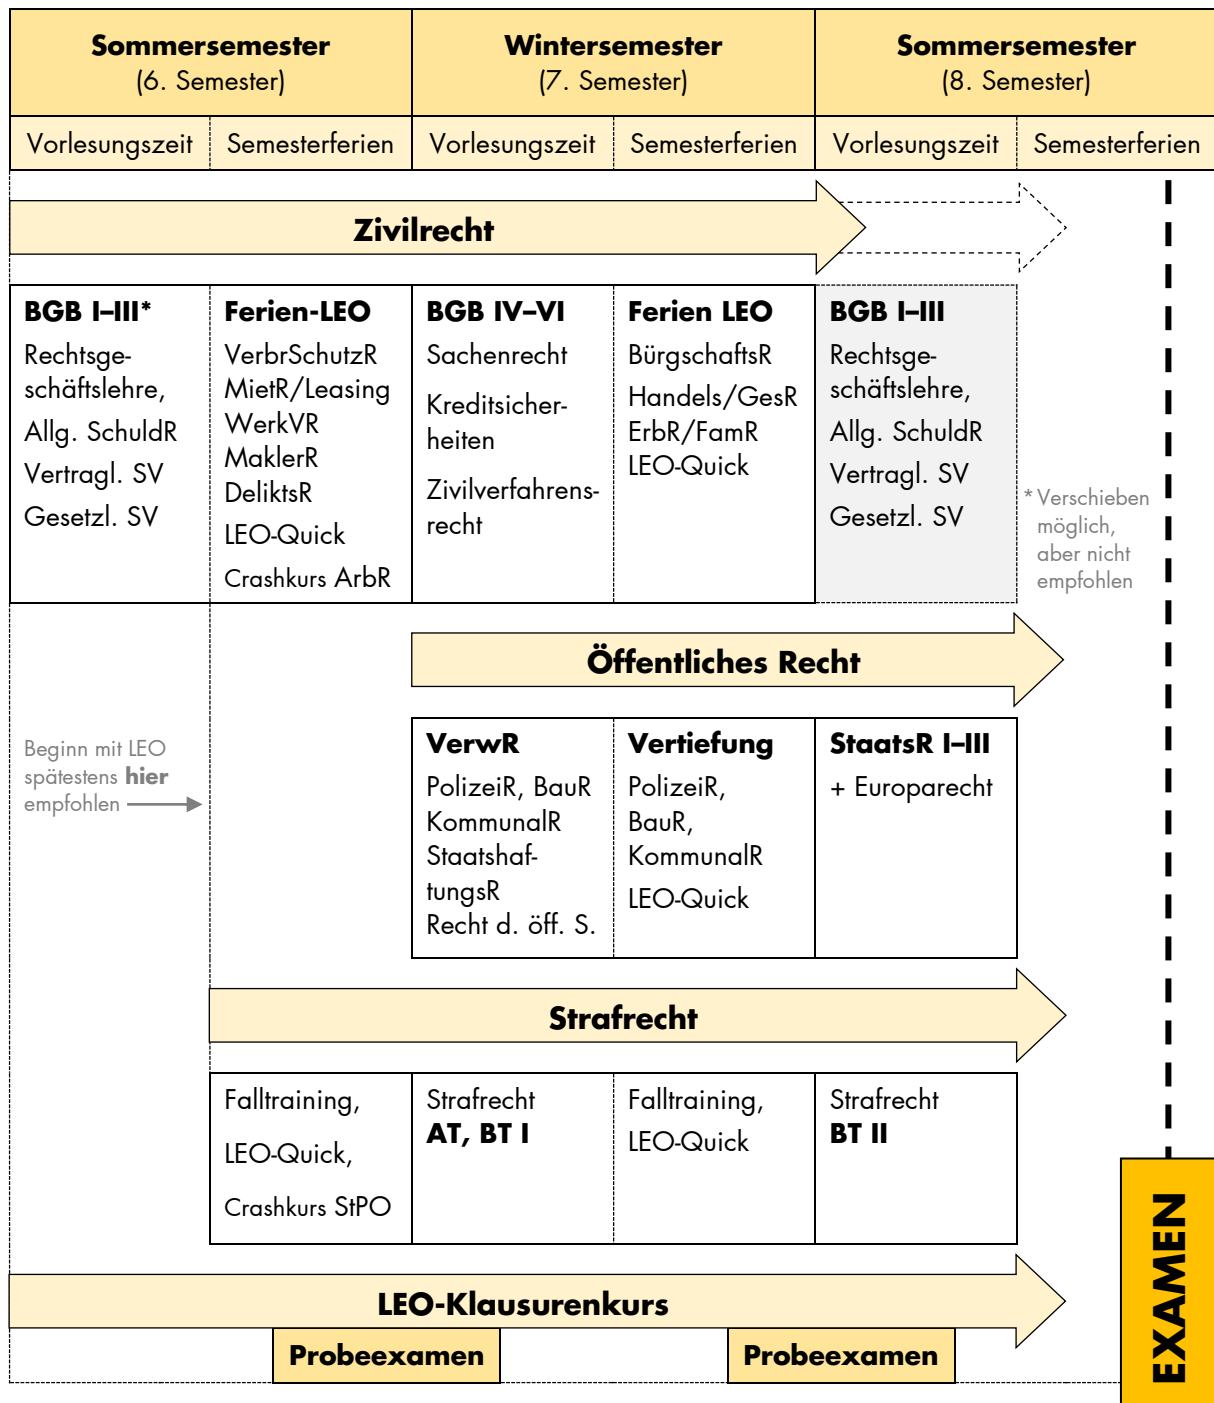 Sommersemester
(6. Semester)
Wintersemester
(7. Semester)
Sommersemester
(8. Semester)
Vorlesungszeit
Semesterferien
Vorlesungszeit
Semesterferien
Vorlesungszeit
Semesterferien
Zivilrecht
BGB I–III*
Rechtsge-
schäftslehre,
Allg. SchuldR
Vertragl. SV
Gesetzl. SV
Ferien-LEO
VerbrSchutzR
MietR/Leasing
WerkVR
MaklerR
DeliktsR
LEO-Quick
Crashkurs ArbR
BGB IV–VI
Sachenrecht
Kreditsicher-
heiten
Zivilverfahrens-
recht
Ferien LEO
BürgschaftsR
Handels/GesR
ErbR/FamR
LEO-Quick
BGB I–III
Rechtsge-
schäftslehre,
Allg. SchuldR
Vertragl. SV
Gesetzl. SV
* Verschieben
möglich,
aber nicht
empfohlen
Öffentliches Recht
Beginn mit LEO
spätestens hier
empfohlen
VerwR
PolizeiR, BauR
KommunalR
Staatshaf-
tungsR
Recht d. öff. S.
Vertiefung
PolizeiR,
BauR,
KommunalR
LEO-Quick
StaatsR I–III
+ Europarecht
Strafrecht
Falltraining,
LEO-Quick,
Crashkurs StPO
Strafrecht
AT, BT I
Falltraining,
LEO-Quick
Strafrecht
BT II
LEO-Klausurenkurs
Probeexamen
Probeexamen
EXAMEN